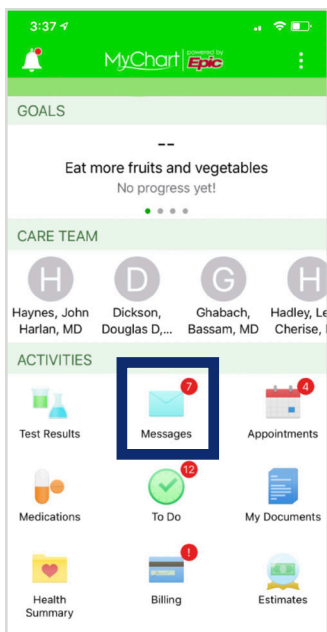 3:37
MyChart powered by Epic
GOALS
--
Eat more fruits and vegetables
No progress yet!
CARE TEAM
H D G H
Haynes, John Dickson, Ghabach, Hadley, Le
Harlan, MD Douglas D,... Bassam, MD Cherise,
ACTIVITIES
7 4
Test Results Messages Appointments
12
Medications To Do My Documents
!
Health Billing Estimates
Summary